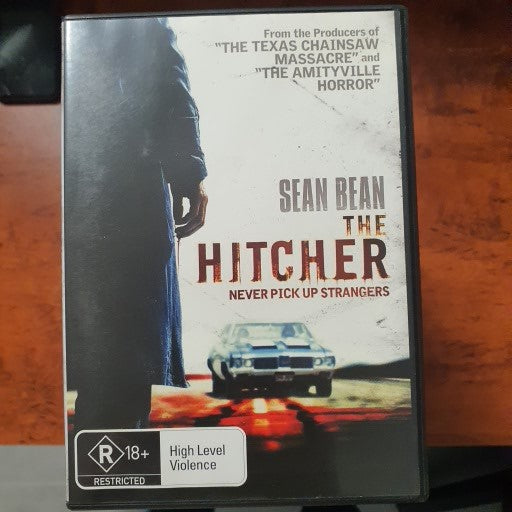 From the Producers of
"THE TEXAS CHAINSAW
MASSACRE" and
"THE AMITYVILLE
HORROR"
SEAN BEAN
THE
HITCHER
NEVER PICK UP STRANGERS
R 18+
RESTRICTED
High Level
Violence